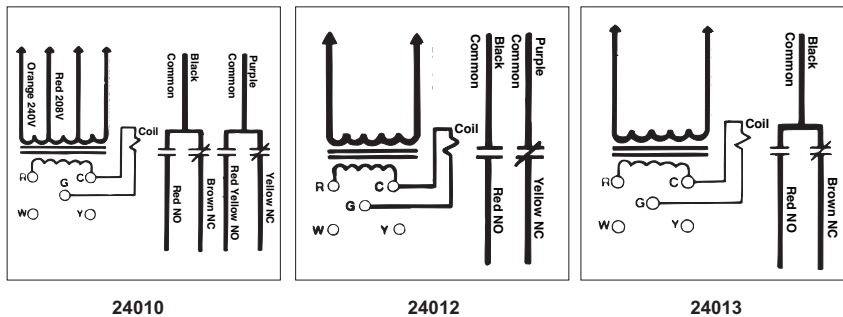 Orange 240V
Red 208V
Black
Common
Purple
Common
Coil
R
C
G
W
Y
Red NO
Brown NC
Red Yellow NO
Yellow NC
24010
Black
Common
Purple
Common
Coil
R
C
G
W
Y
Red NO
Yellow NC
24012
Black
Common
Coil
R
C
G
W
Y
Red NO
Brown NC
24013